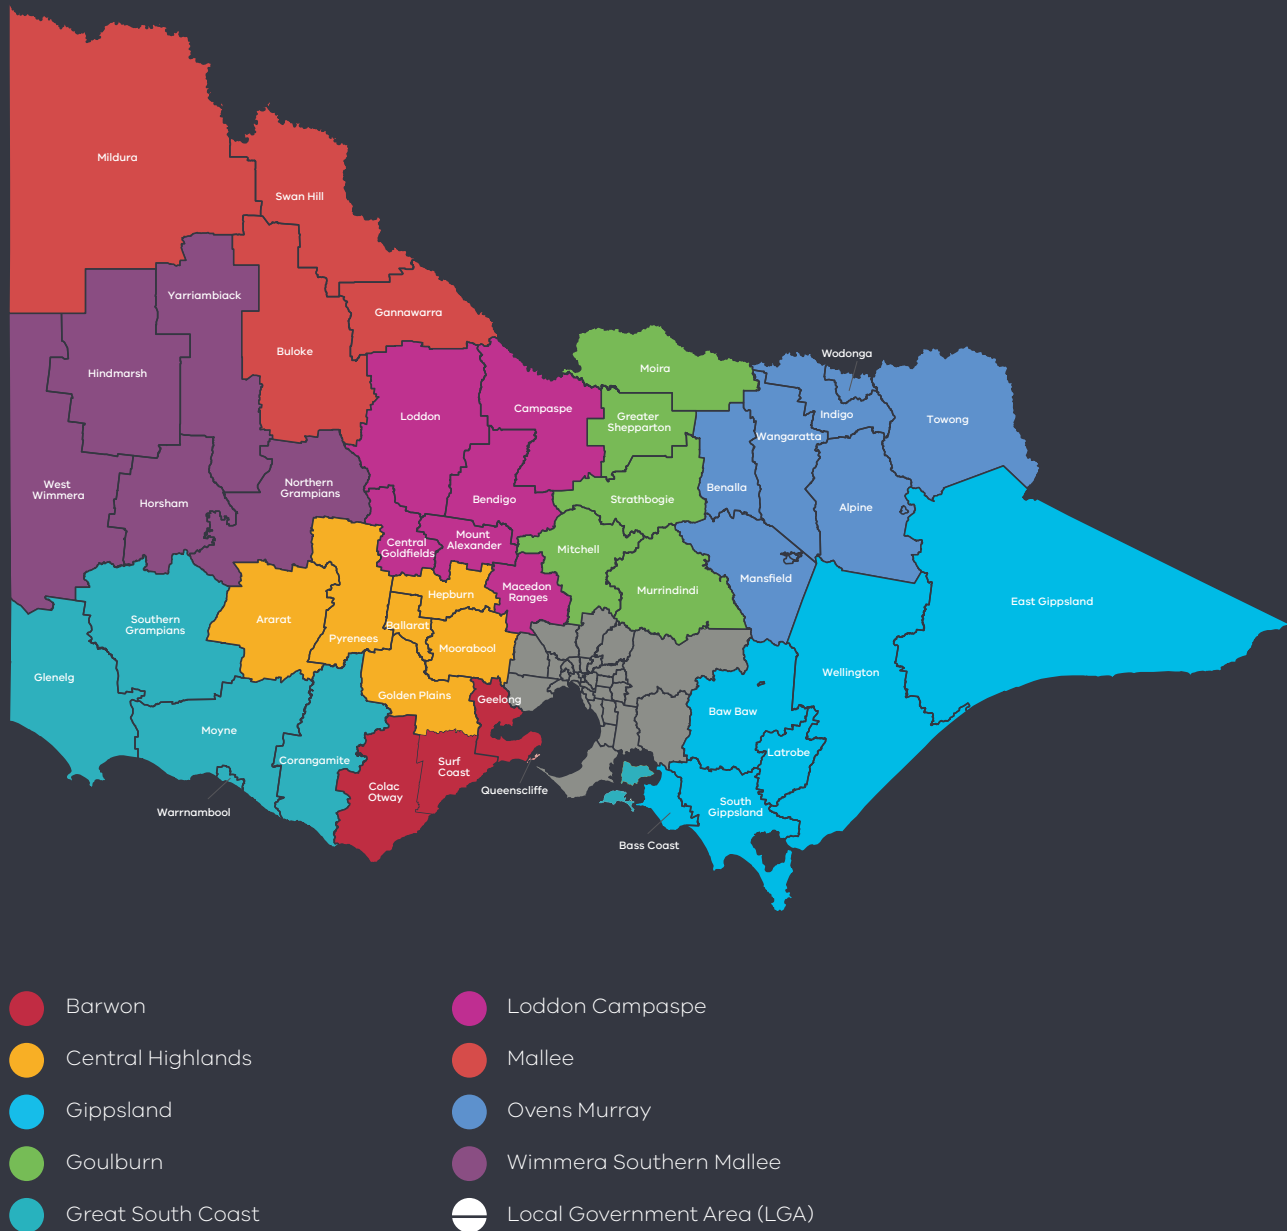 Mildura
Swan Hill
Yarriambiack
Gannawarra
Buloke
Wodonga
Moira
Hindmarsh
Campaspe
Loddon
Greater
Shepparton
Indigo
Towong
Wangaratta
West
Wimmera
Northern
Grampians
Benalla
Horsham
Bendigo
Strathbogie
Alpine
Central
Goldfields
Mount
Alexander
Mitchell
Mansfield
Macedon
Ranges
Murrindindi
Hepburn
East Gippsland
Southern
Grampians
Ararat
Ballarat
Pyrenees
Moorabool
Glenelg
Wellington
Golden Plains
Geelong
Baw Baw
Moyne
Latrobe
Corangamite
Surf
Coast
Colac
Otway
Queenscliffe
Warrnambool
South
Gippsland
Bass Coast
Barwon
Central Highlands
Gippsland
Goulburn
Great South Coast
Loddon Campaspe
Mallee
Ovens Murray
Wimmera Southern Mallee
Local Government Area (LGA)